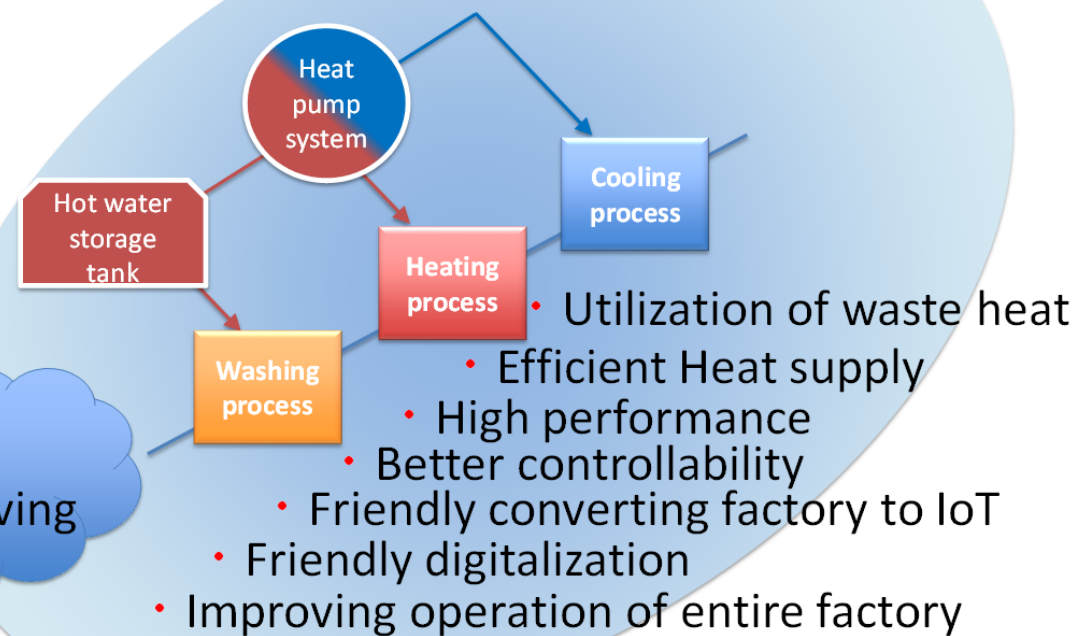 Heat
pump
system
Hot water
storage
tank
Cooling
process
Heating
process
Washing
process
• Utilization of waste heat
• Efficient Heat supply
• High performance
• Better controllability
• Friendly converting factory to IoT
• Friendly digitalization
• Improving operation of entire factory